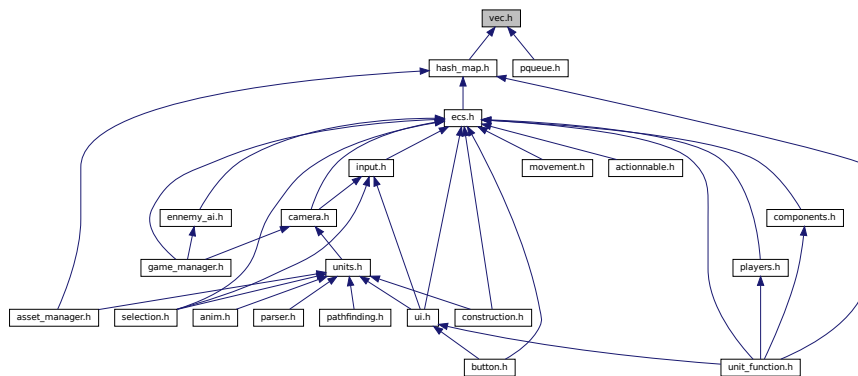 vec.h
hash_map.h
pqueue.h
ecs.h
input.h
movement.h
actionnable.h
ennemy_ai.h
camera.h
components.h
game_manager.h
units.h
players.h
asset_manager.h
selection.h
anim.h
parser.h
pathfinding.h
ui.h
construction.h
button.h
unit_function.h